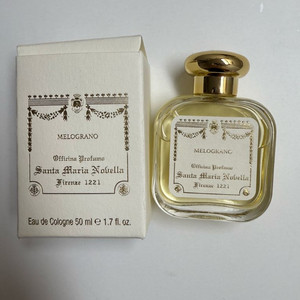 MELOGRANO
Officina Profumo
Santa Maria Novella
Firenze 1221
Eau de Cologne 50 ml ℮ 1.7 fl. oz.
MELOGRANO
Officina Profumo
Santa Maria Novella
Firenze 1221